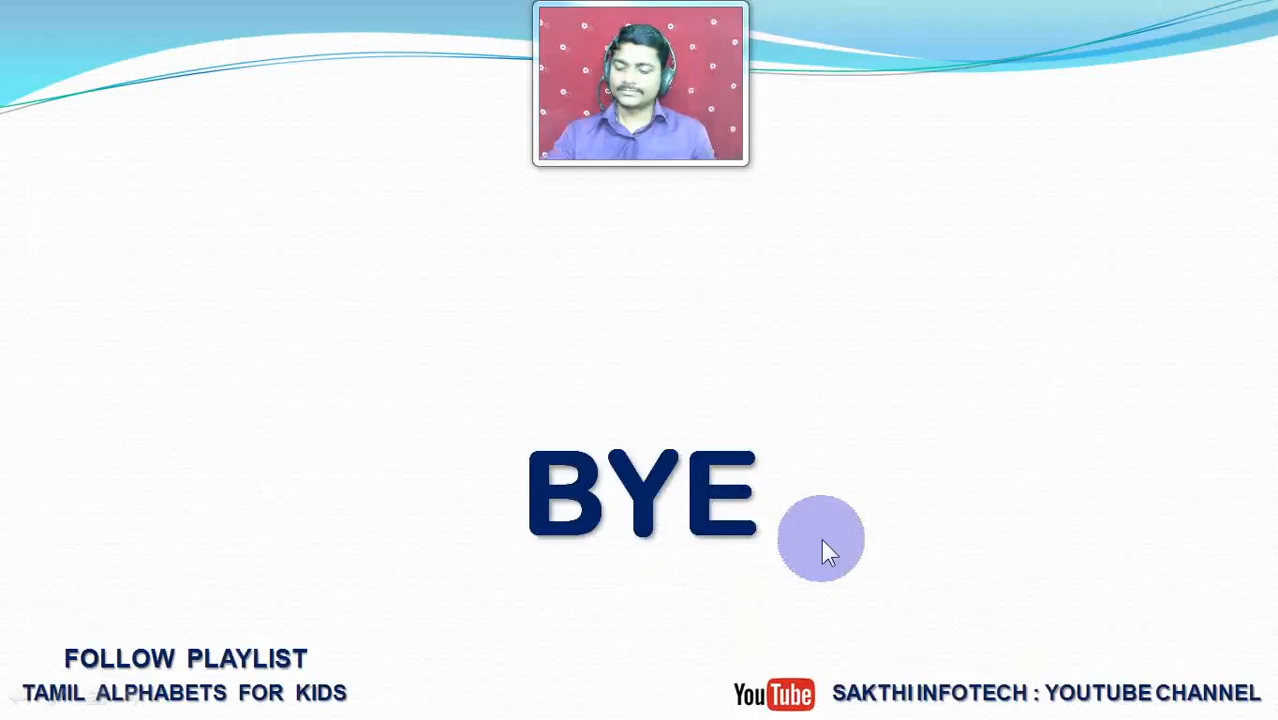 BYE
FOLLOW PLAYLIST
TAMIL ALPHABETS FOR KIDS
YouTube SAKTHI INFOTECH : YOUTUBE CHANNEL